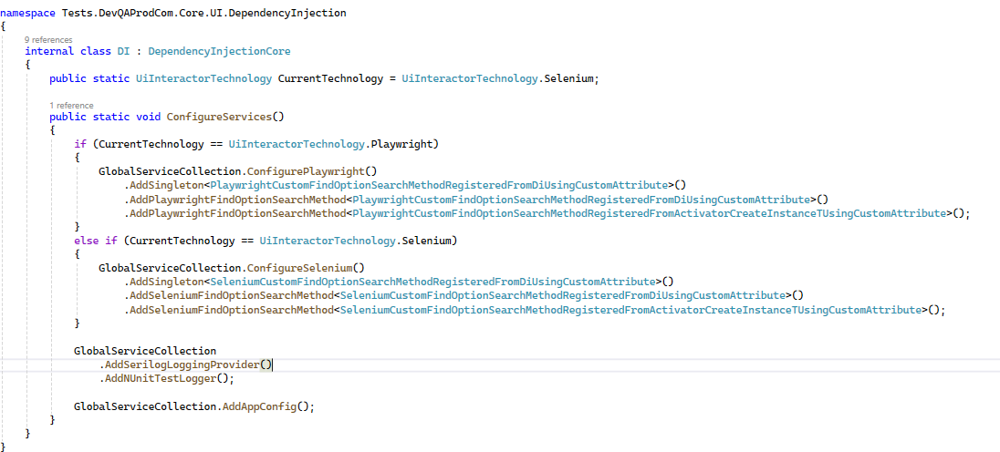 namespace Tests.DevQAProdCom.Core.UI.DependencyInjection
{
9 references
internal class DI : DependencyInjectionCore
{
public static UiInteractorTechnology CurrentTechnology = UiInteractorTechnology.Selenium;
1 reference
public static void ConfigureServices()
{
if (CurrentTechnology == UiInteractorTechnology.Playwright)
{
GlobalServiceCollection.ConfigurePlaywright()
.AddSingleton<PlaywrightCustomFindOptionSearchMethodRegisteredFromDiUsingCustomAttribute>()
.AddPlaywrightFindOptionSearchMethod<PlaywrightCustomFindOptionSearchMethodRegisteredFromDiUsingCustomAttribute>()
.AddPlaywrightFindOptionSearchMethod<PlaywrightCustomFindOptionSearchMethodRegisteredFromActivatorCreateInstanceTUsingCustomAttribute>();
}
else if (CurrentTechnology == UiInteractorTechnology.Selenium)
{
GlobalServiceCollection.ConfigureSelenium()
.AddSingleton<SeleniumCustomFindOptionSearchMethodRegisteredFromDiUsingCustomAttribute>()
.AddSeleniumFindOptionSearchMethod<SeleniumCustomFindOptionSearchMethodRegisteredFromDiUsingCustomAttribute>()
.AddSeleniumFindOptionSearchMethod<SeleniumCustomFindOptionSearchMethodRegisteredFromActivatorCreateInstanceTUsingCustomAttribute>();
}
GlobalServiceCollection
.AddSerilogLoggingProvider()
.AddNUnitTestLogger();
GlobalServiceCollection.AddAppConfig();
}
}
}